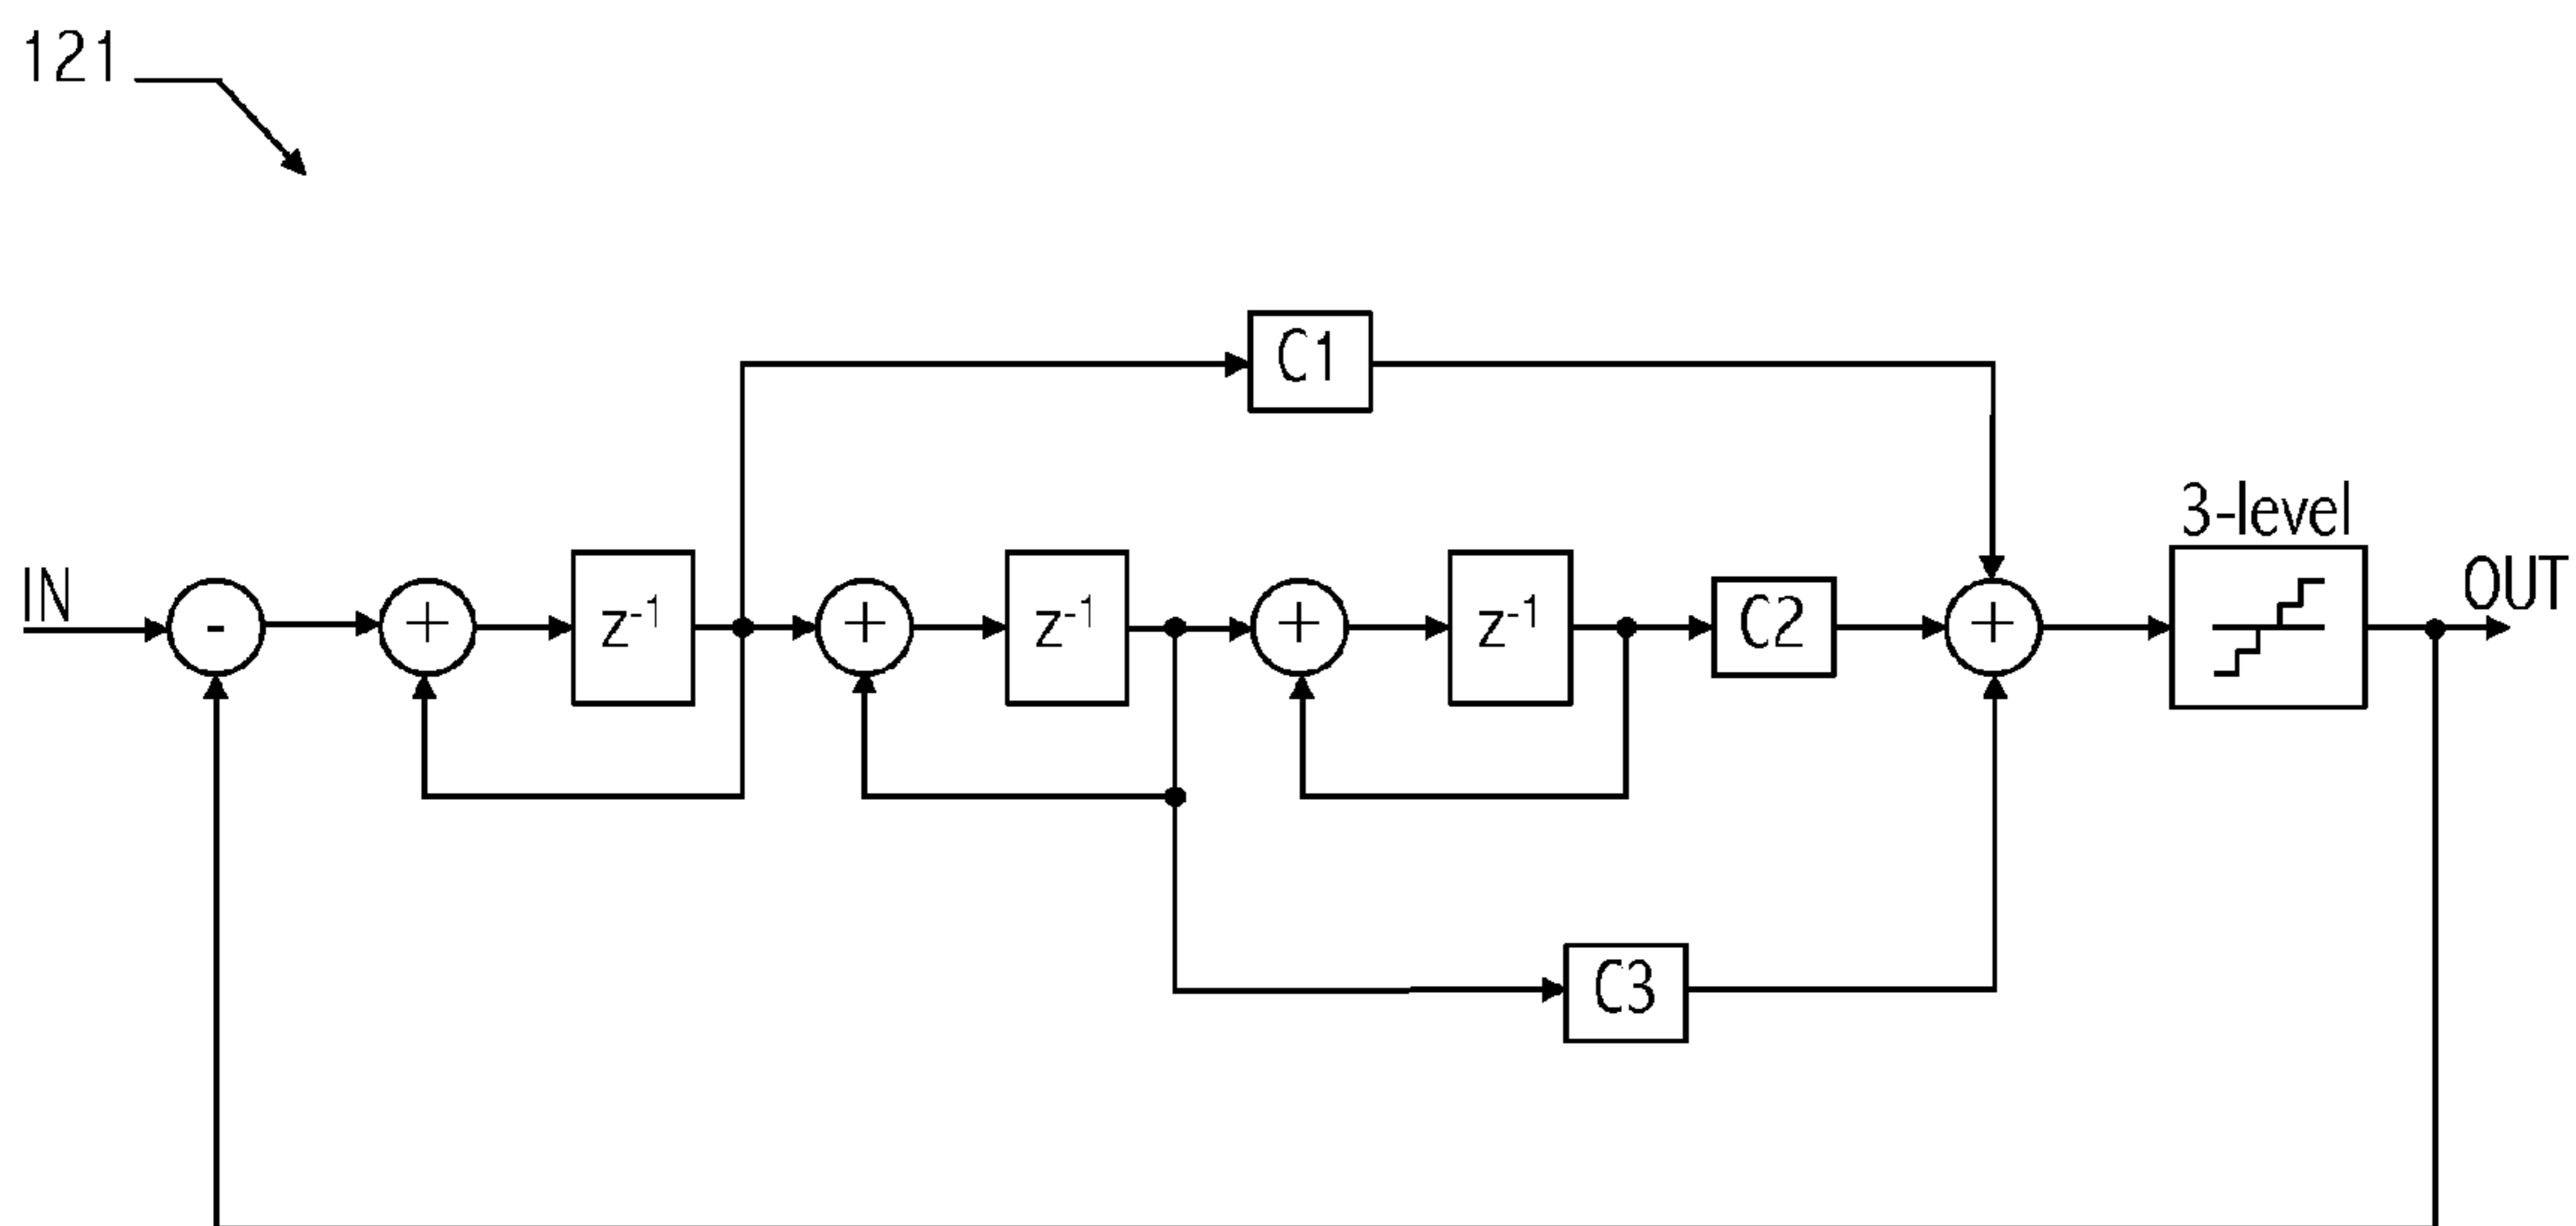 121
C1
3-level
IN
-
+
z⁻¹
+
z⁻¹
+
z⁻¹
C2
+
OUT
C3